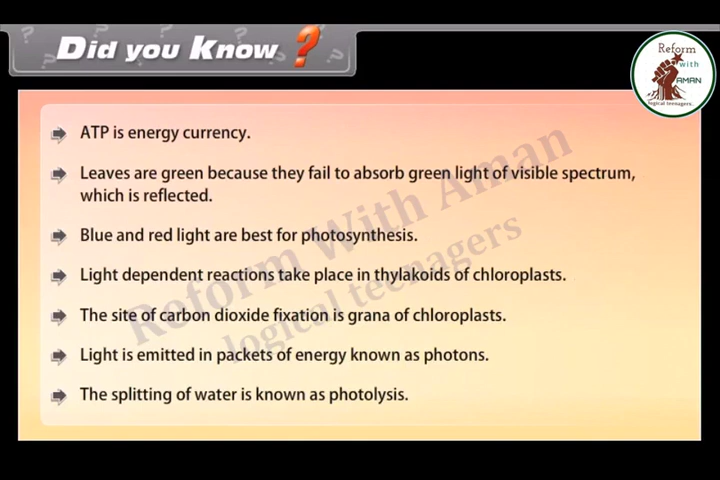 Did you Know ?
Reform
with
AMAN
logical teenagers.
ATP is energy currency.
Leaves are green because they fail to absorb green light of visible spectrum,
which is reflected.
Blue and red light are best for photosynthesis.
Light dependent reactions take place in thylakoids of chloroplasts.
The site of carbon dioxide fixation is grana of chloroplasts.
Light is emitted in packets of energy known as photons.
The splitting of water is known as photolysis.
Reform With Aman
logical teenagers